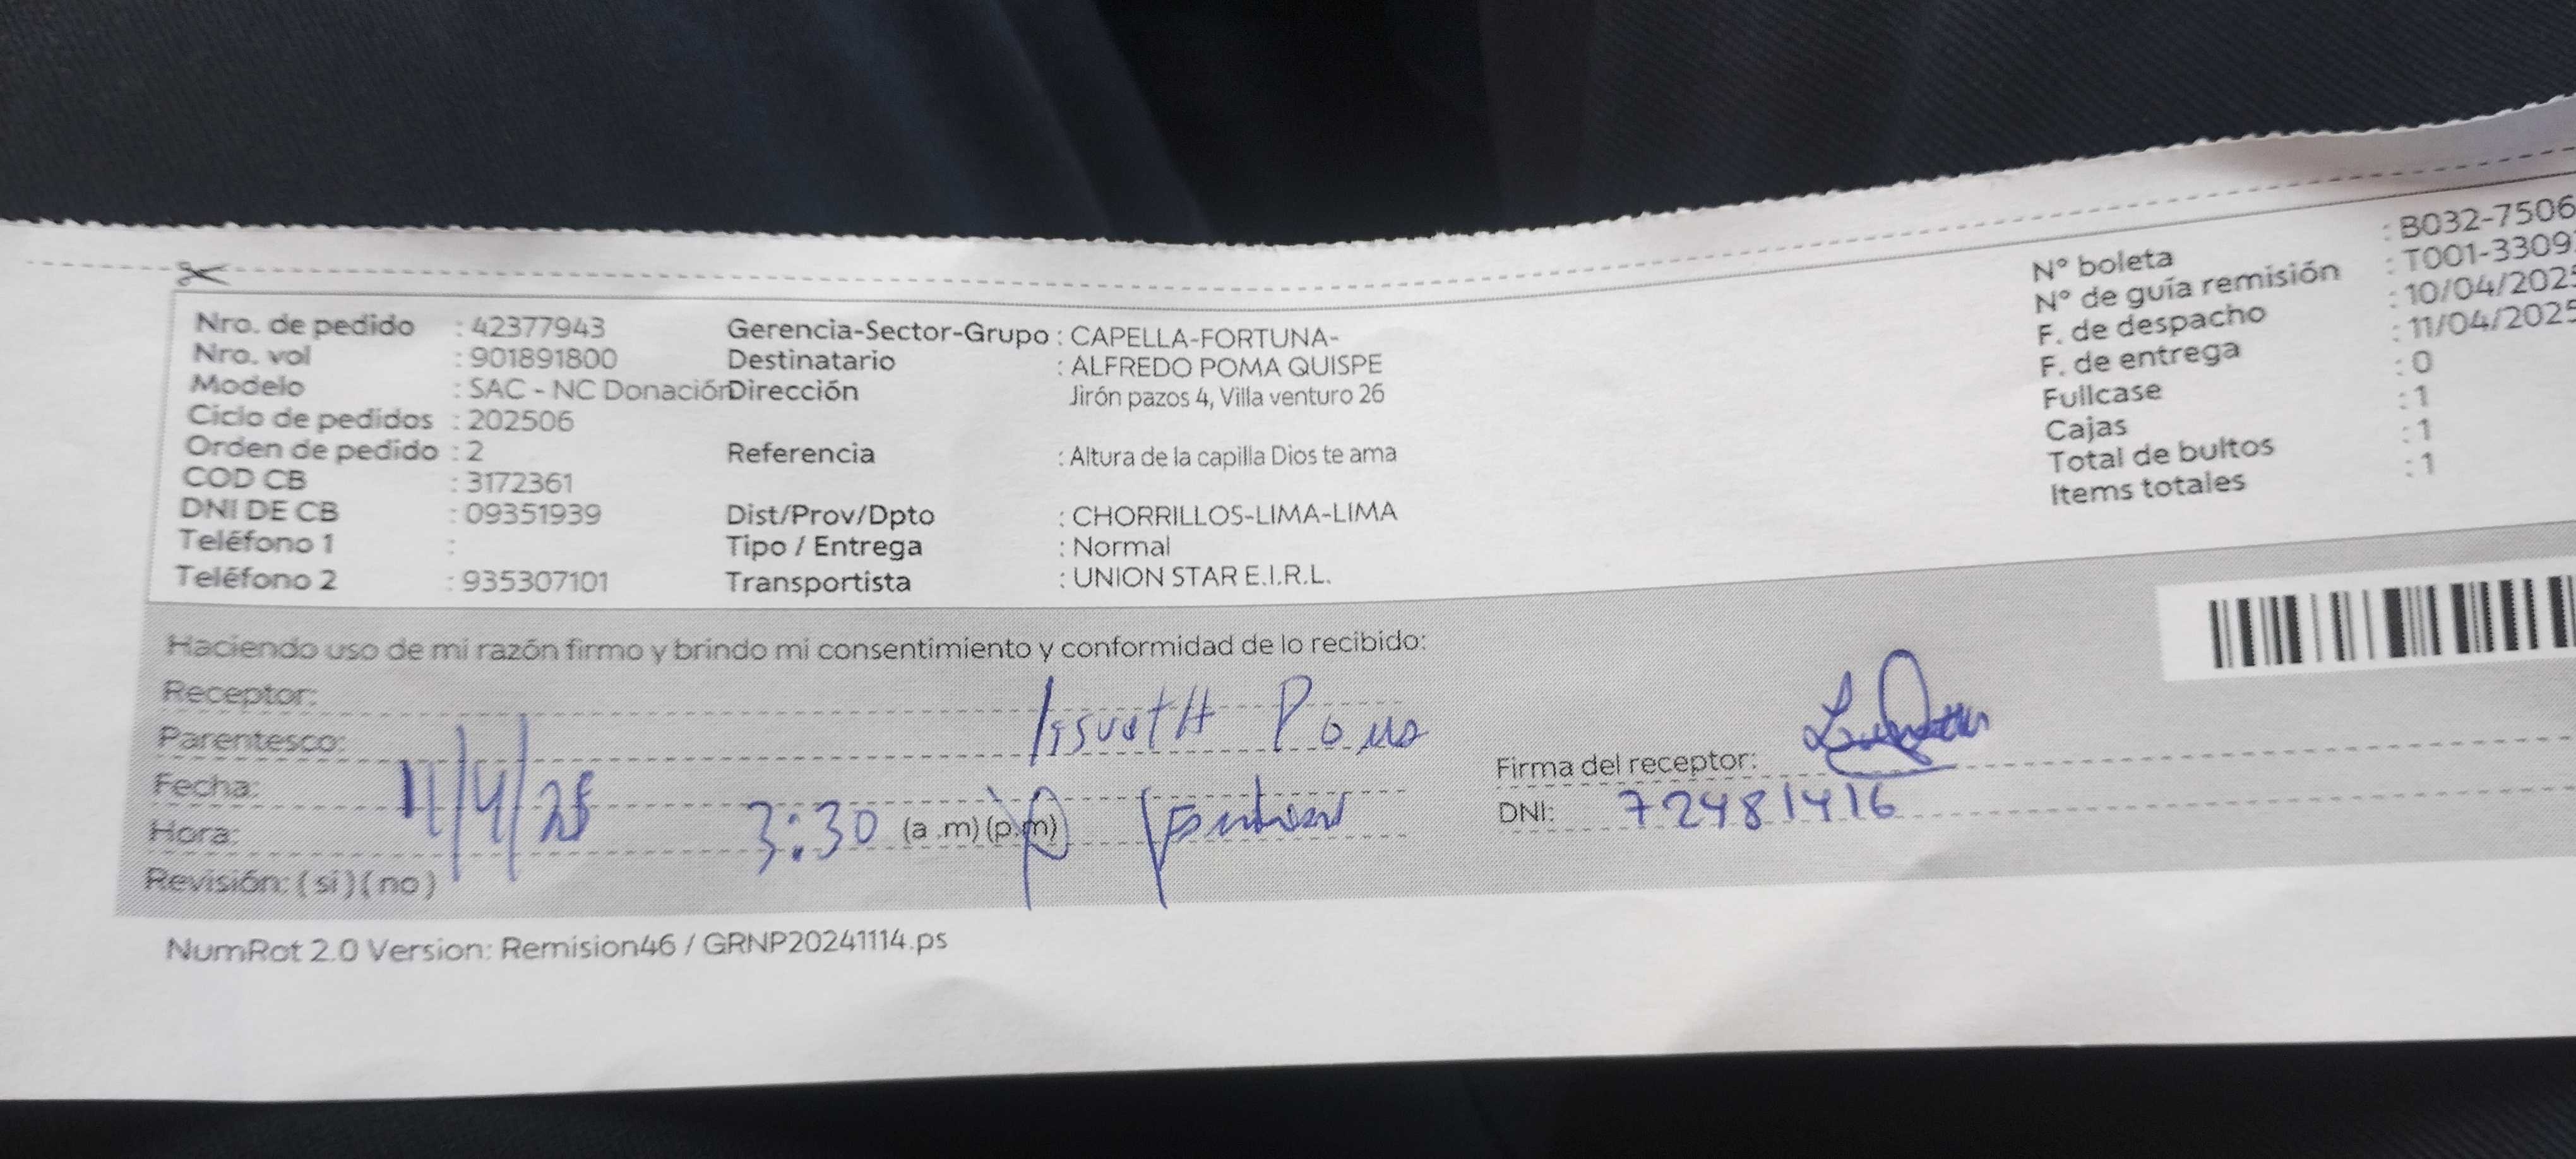 Nro. de pedido : 42377943
Nro. vol : 901891800
Modelo : SAC - NC Donación
Ciclo de pedidos : 202506
Orden de pedido : 2
COD CB : 3172361
DNI DE CB : 09351939
Teléfono 1 :
Teléfono 2 : 935307101
Gerencia-Sector-Grupo : CAPELLA-FORTUNA-
Destinatario : ALFREDO POMA QUISPE
Dirección Jirón pazos 4, Villa venturo 26
Referencia : Altura de la capilla Dios te ama
Dist/Prov/Dpto : CHORRILLOS-LIMA-LIMA
Tipo / Entrega : Normal
Transportista : UNION STAR E.I.R.L.
N° boleta : B032-7506
N° de guía remisión : T001-3309
F. de despacho : 10/04/2025
F. de entrega : 11/04/2025
Fullcase : 0
Cajas : 1
Total de bultos : 1
Items totales : 1
Haciendo uso de mi razón firmo y brindo mi consentimiento y conformidad de lo recibido:
Receptor:
Parentesco:
Fecha: 11/4/25
Hora: 3:30 (a .m) (p.m)
Revisión: ( si ) ( no )
Firma del receptor:
DNI: 72481416
NumRot 2.0 Version: Remision46 / GRNP20241114.ps